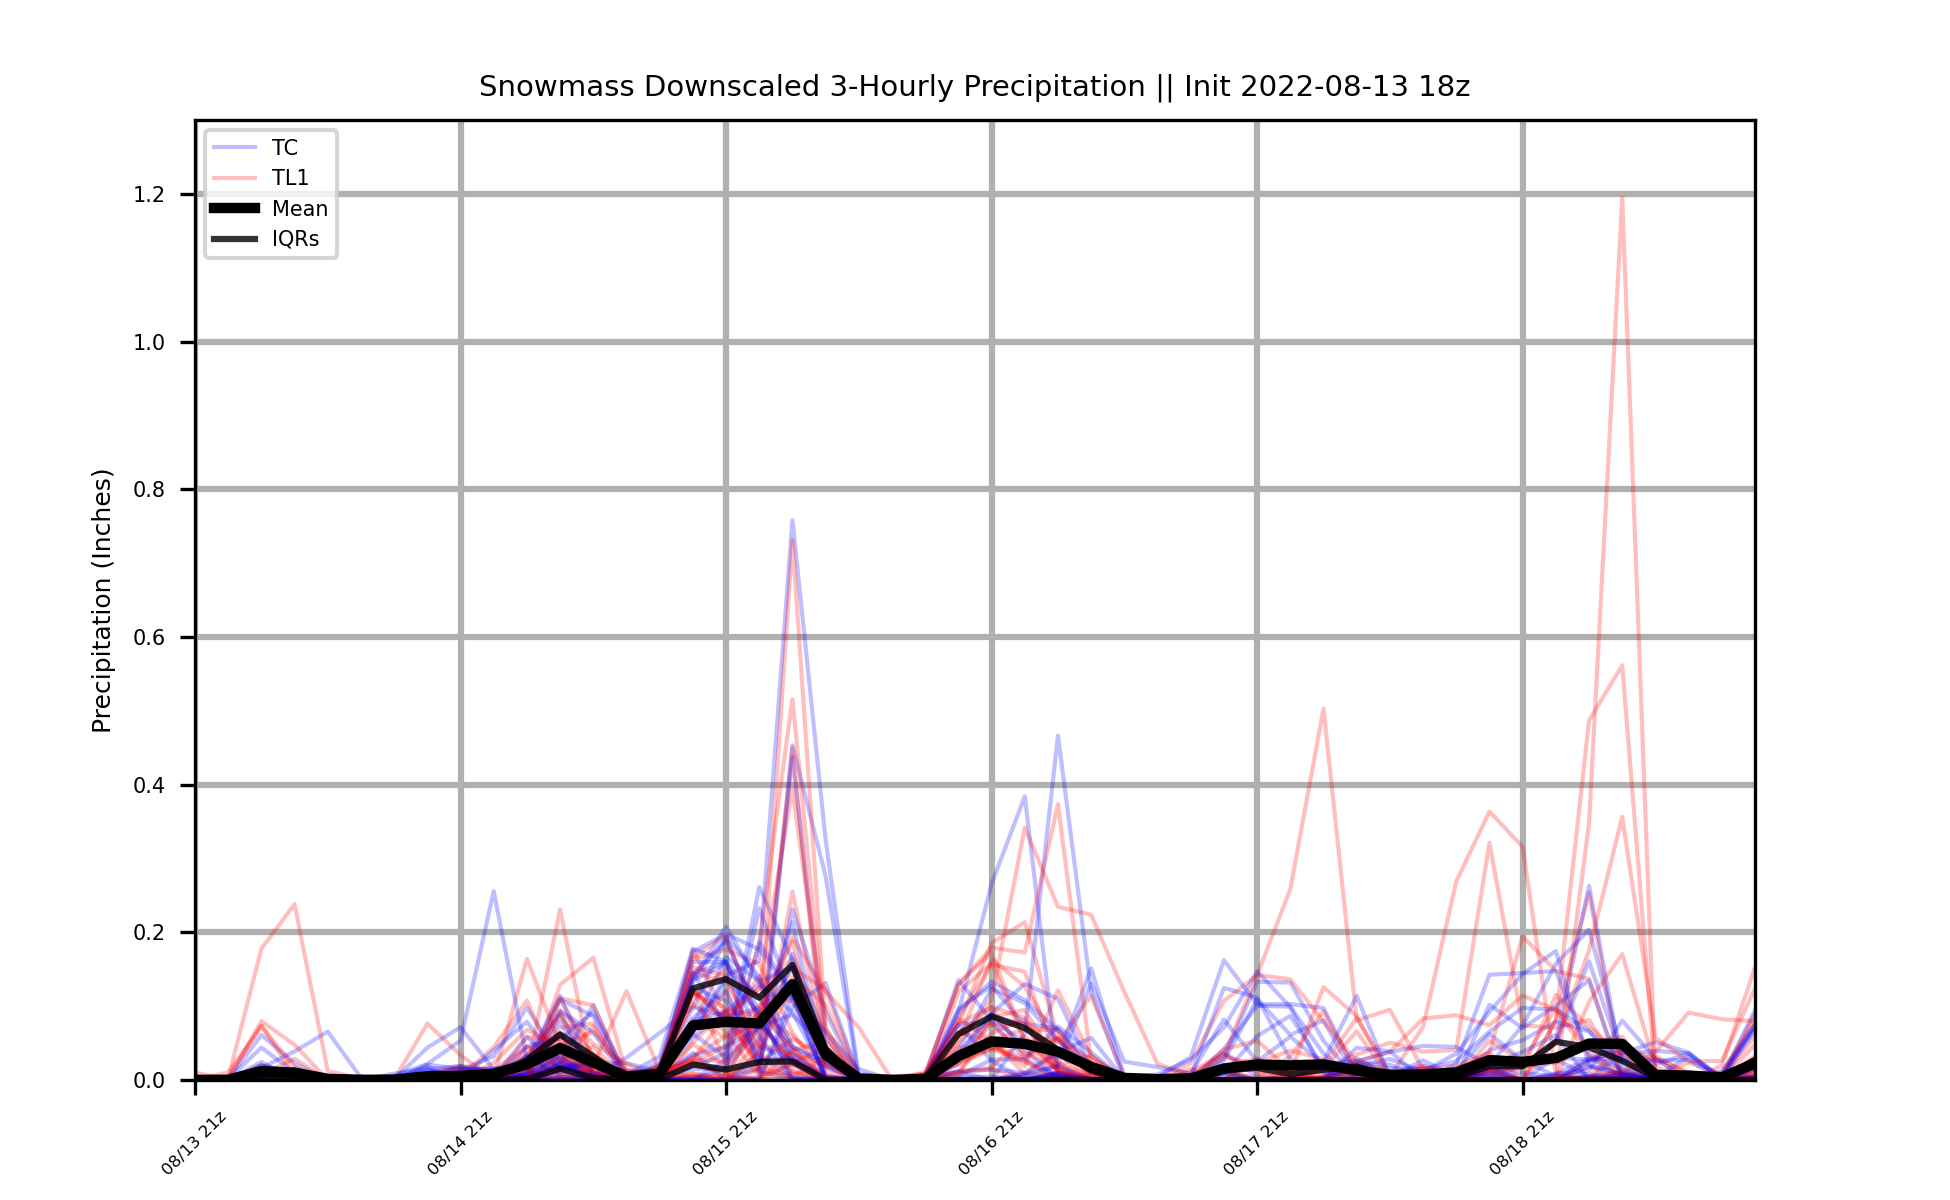 Snowmass Downscaled 3-Hourly Precipitation || Init 2022-08-13 18z
TC
TL1
Mean
IQRs
1.2
1.0
0.8
0.6
0.4
0.2
0.0
Precipitation (Inches)
08/13 21z
08/14 21z
08/15 21z
08/16 21z
08/17 21z
08/18 21z